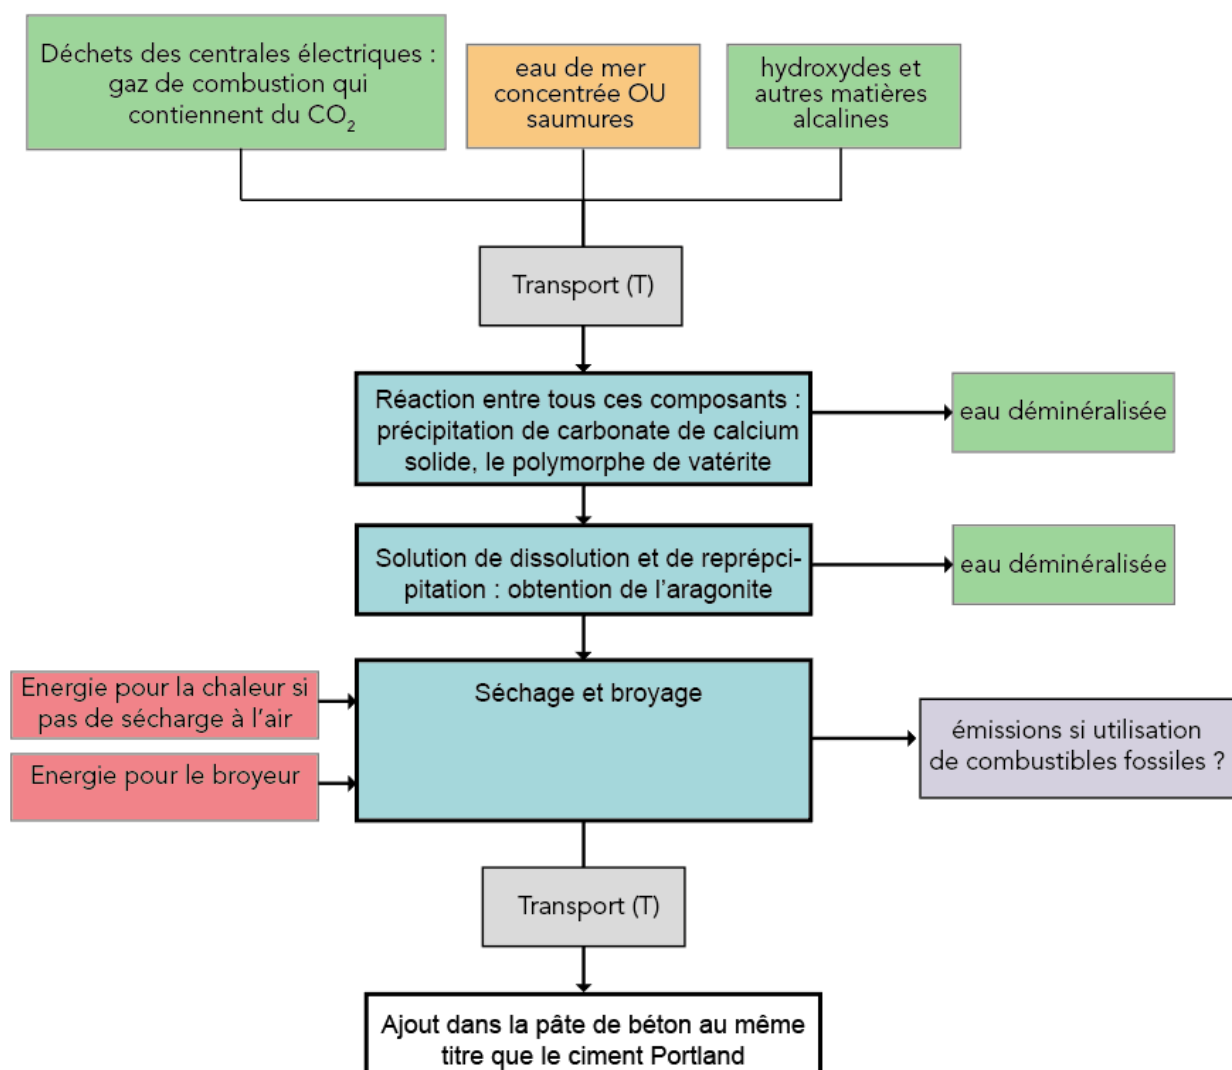 Déchets des centrales électriques :
gaz de combustion qui
contiennent du CO₂
eau de mer
concentrée OU
saumures
hydroxydes et
autres matières
alcalines
Transport (T)
Réaction entre tous ces composants :
précipitation de carbonate de calcium
solide, le polymorphe de vatérite
eau déminéralisée
Solution de dissolution et de reprépci-
pitation : obtention de l'aragonite
eau déminéralisée
Energie pour la chaleur si
pas de sécharge à l'air
Energie pour le broyeur
Séchage et broyage
émissions si utilisation
de combustibles fossiles ?
Transport (T)
Ajout dans la pâte de béton au même
titre que le ciment Portland